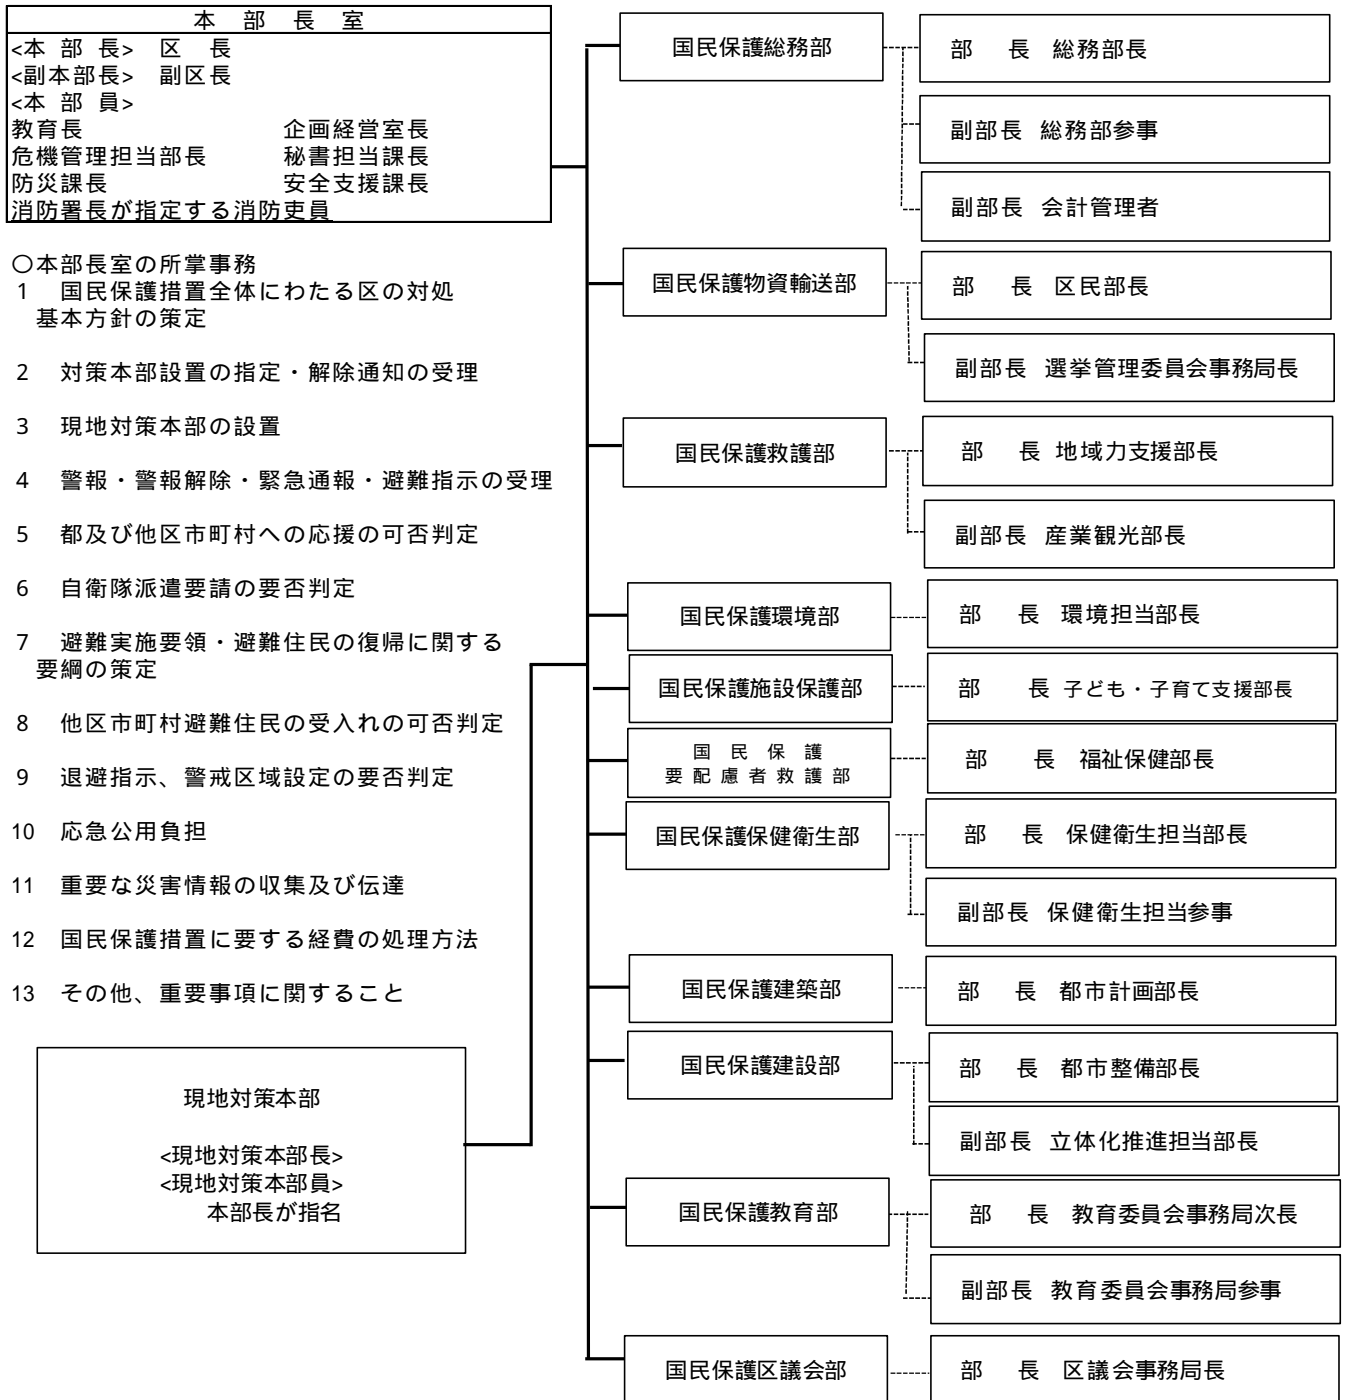 本 部 長 室
<本 部 長> 区 長
<副本部長> 副区長
<本 部 員>
教育長 企画経営室長
危機管理担当部長 秘書担当課長
防災課長 安全支援課長
消防署長が指定する消防吏員
○本部長室の所掌事務
1 国民保護措置全体にわたる区の対処
基本方針の策定
2 対策本部設置の指定・解除通知の受理
3 現地対策本部の設置
4 警報・警報解除・緊急通報・避難指示の受理
5 都及び他区市町村への応援の可否判定
6 自衛隊派遣要請の要否判定
7 避難実施要領・避難住民の復帰に関する
要綱の策定
8 他区市町村避難住民の受入れの可否判定
9 退避指示、警戒区域設定の要否判定
10 応急公用負担
11 重要な災害情報の収集及び伝達
12 国民保護措置に要する経費の処理方法
13 その他、重要事項に関すること
現地対策本部
<現地対策本部長>
<現地対策本部員>
本部長が指名
国民保護総務部
部 長 総務部長
副部長 総務部参事
副部長 会計管理者
国民保護物資輸送部
部 長 区民部長
副部長 選挙管理委員会事務局長
国民保護救護部
部 長 地域力支援部長
副部長 産業観光部長
国民保護環境部
部 長 環境担当部長
国民保護施設保護部
部 長 子ども・子育て支援部長
国 民 保 護
要 配 慮 者 救 護 部
部 長 福祉保健部長
国民保護保健衛生部
部 長 保健衛生担当部長
副部長 保健衛生担当参事
国民保護建築部
部 長 都市計画部長
国民保護建設部
部 長 都市整備部長
副部長 立体化推進担当部長
国民保護教育部
部 長 教育委員会事務局次長
副部長 教育委員会事務局参事
国民保護区議会部
部 長 区議会事務局長